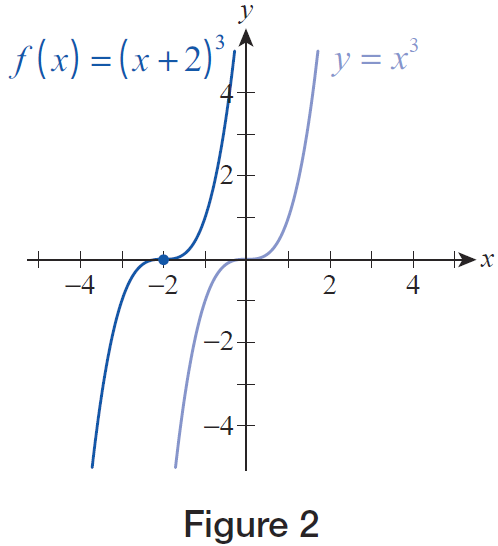 y
f(x) = (x + 2)³ y = x³
4
2
x
−4 −2 2 4
−2
−4
Figure 2